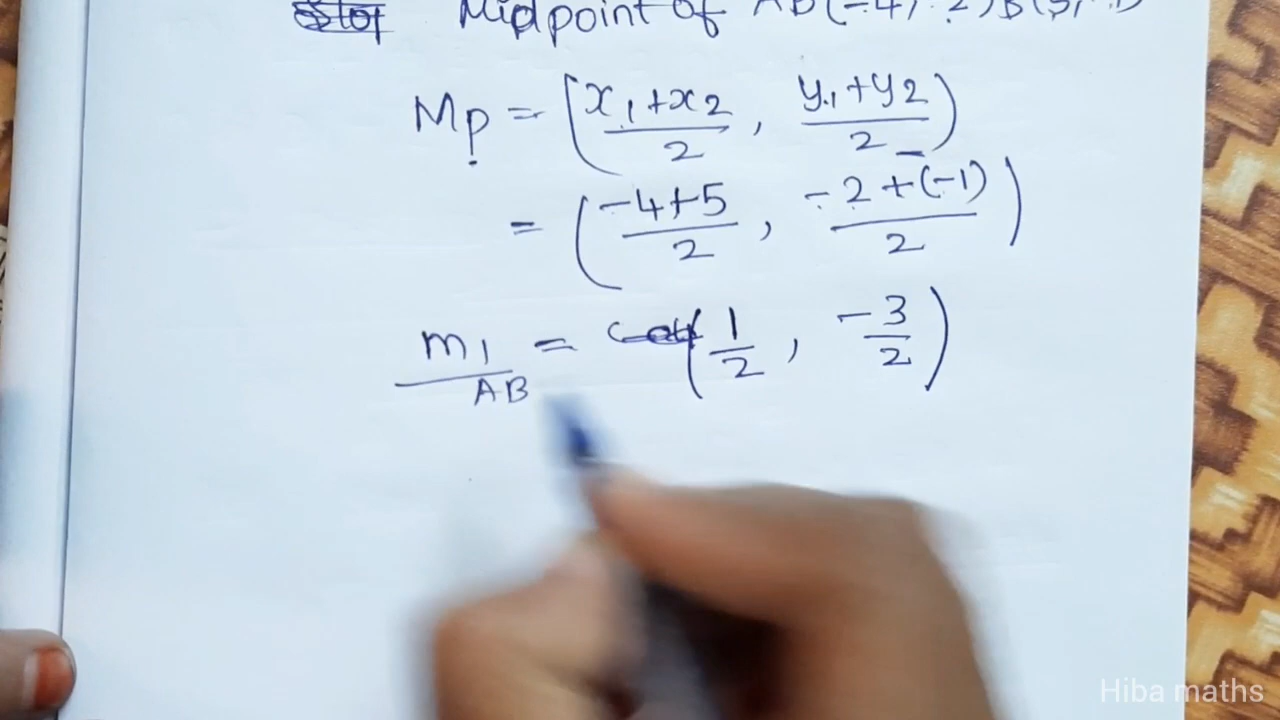 Midpoint of AB
Mp = (x1+x2/2, y1+y2/2)
= (-4+5/2, -2+(-1)/2)
m1 AB = (1/2, -3/2)
Hiba maths